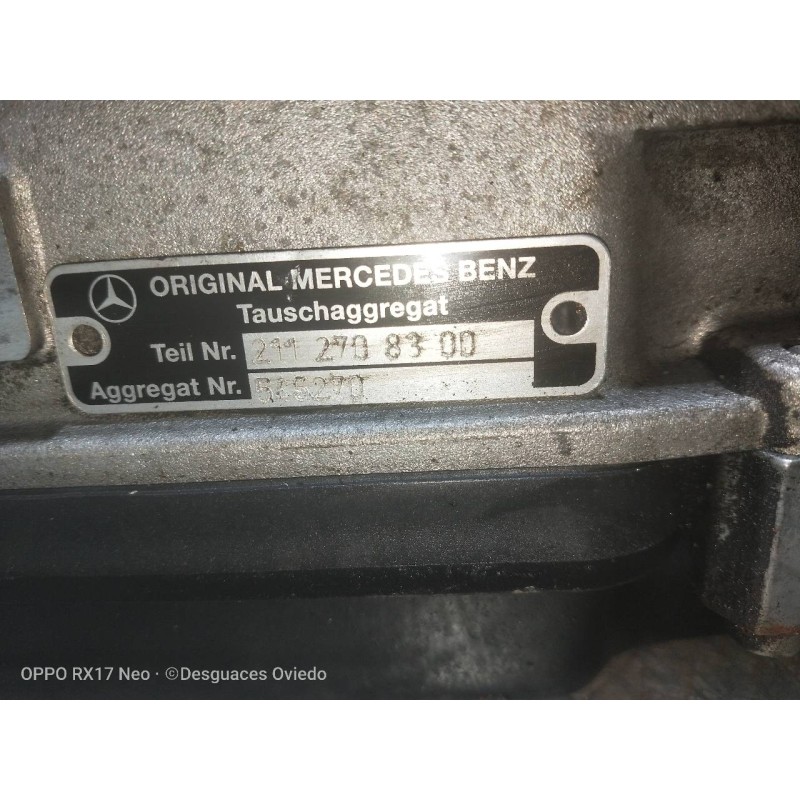 ORIGINAL MERCEDES BENZ
Tauschaggregat
Teil Nr. 211 270 83 00
Aggregat Nr.
OPPO RX17 Neo · ©Desguaces Oviedo